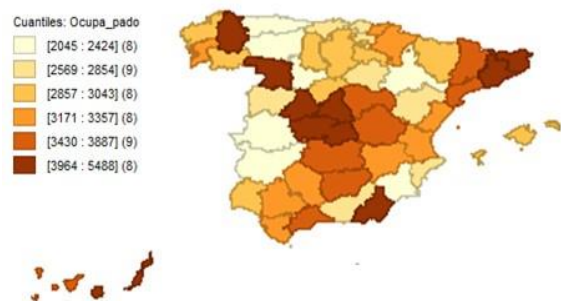 Cuantiles: Ocupa_pado
[2045 : 2424] (8)
[2569 : 2854] (9)
[2857 : 3043] (8)
[3171 : 3357] (8)
[3430 : 3887] (9)
[3964 : 5488] (8)